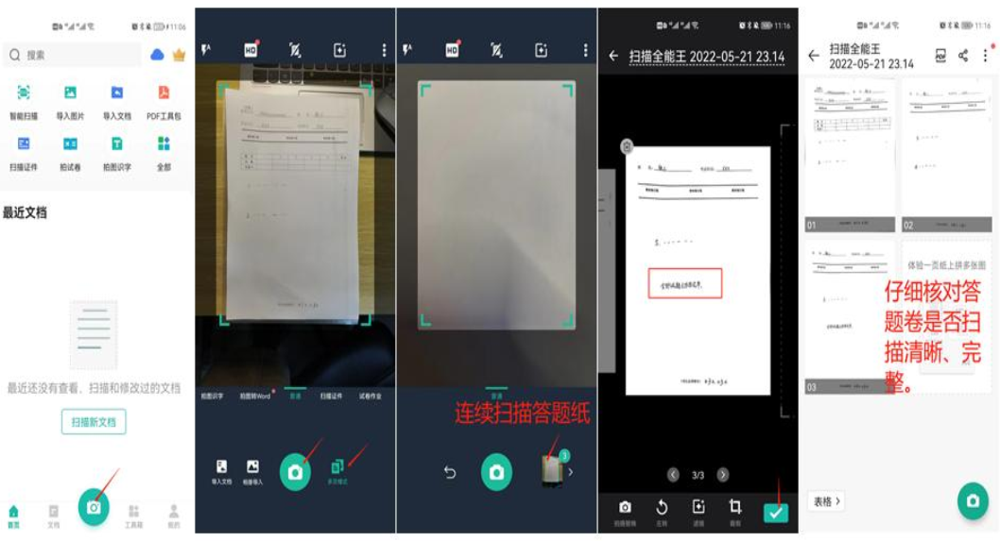 11:06
搜索
智能扫描
导入图片
导入文档
PDF工具包
扫描证件
拍试卷
拍图识字
全部
最近文档
最近还没有查看、扫描和修改过的文档
扫描新文档
首页
文档
工具箱
我的
HD
拍图识字
拍图转Word
普通
扫描证件
试卷作业
导入文档
相册导入
多页模式
HD
普通
连续扫描答题纸
3
11:16
扫描全能王 2022-05-21 23.14
3/3
左转
滤镜
裁剪
11:16
扫描全能王
2022-05-21 23.14
PDF
01
02
体验一页纸上拼多张图
仔细核对答
题卷是否扫
描清晰、完
整。
03
表格